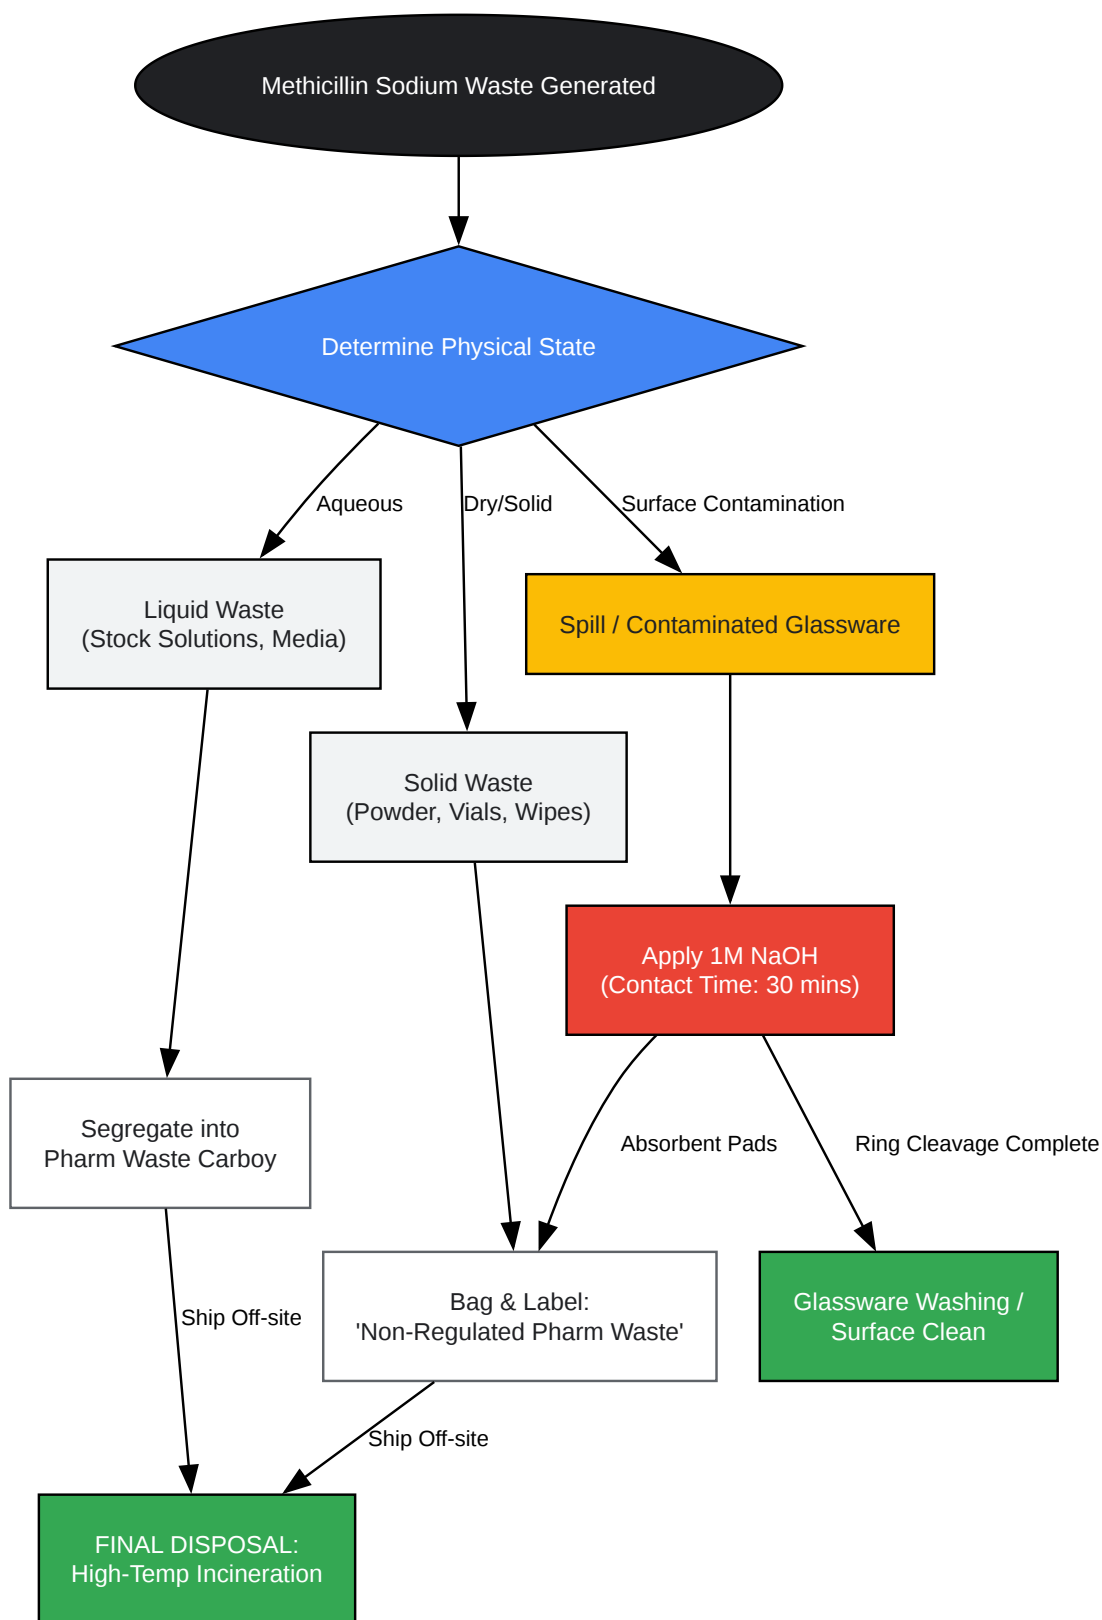 Methicillin Sodium Waste Generated
Determine Physical State
Aqueous
Dry/Solid
Surface Contamination
Liquid Waste
(Stock Solutions, Media)
Spill / Contaminated Glassware
Solid Waste
(Powder, Vials, Wipes)
Apply 1M NaOH
(Contact Time: 30 mins)
Segregate into
Pharm Waste Carboy
Absorbent Pads
Ring Cleavage Complete
Bag & Label:
'Non-Regulated Pharm Waste'
Glassware Washing /
Surface Clean
Ship Off-site
Ship Off-site
FINAL DISPOSAL:
High-Temp Incineration